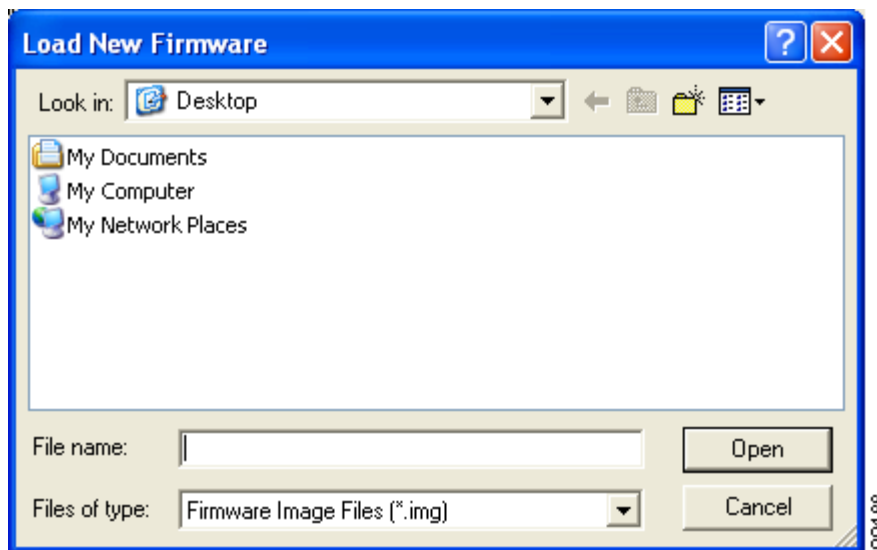 Load New Firmware
Look in: Desktop
My Documents
My Computer
My Network Places
File name: Open
Files of type: Firmware Image Files (*.img) Cancel